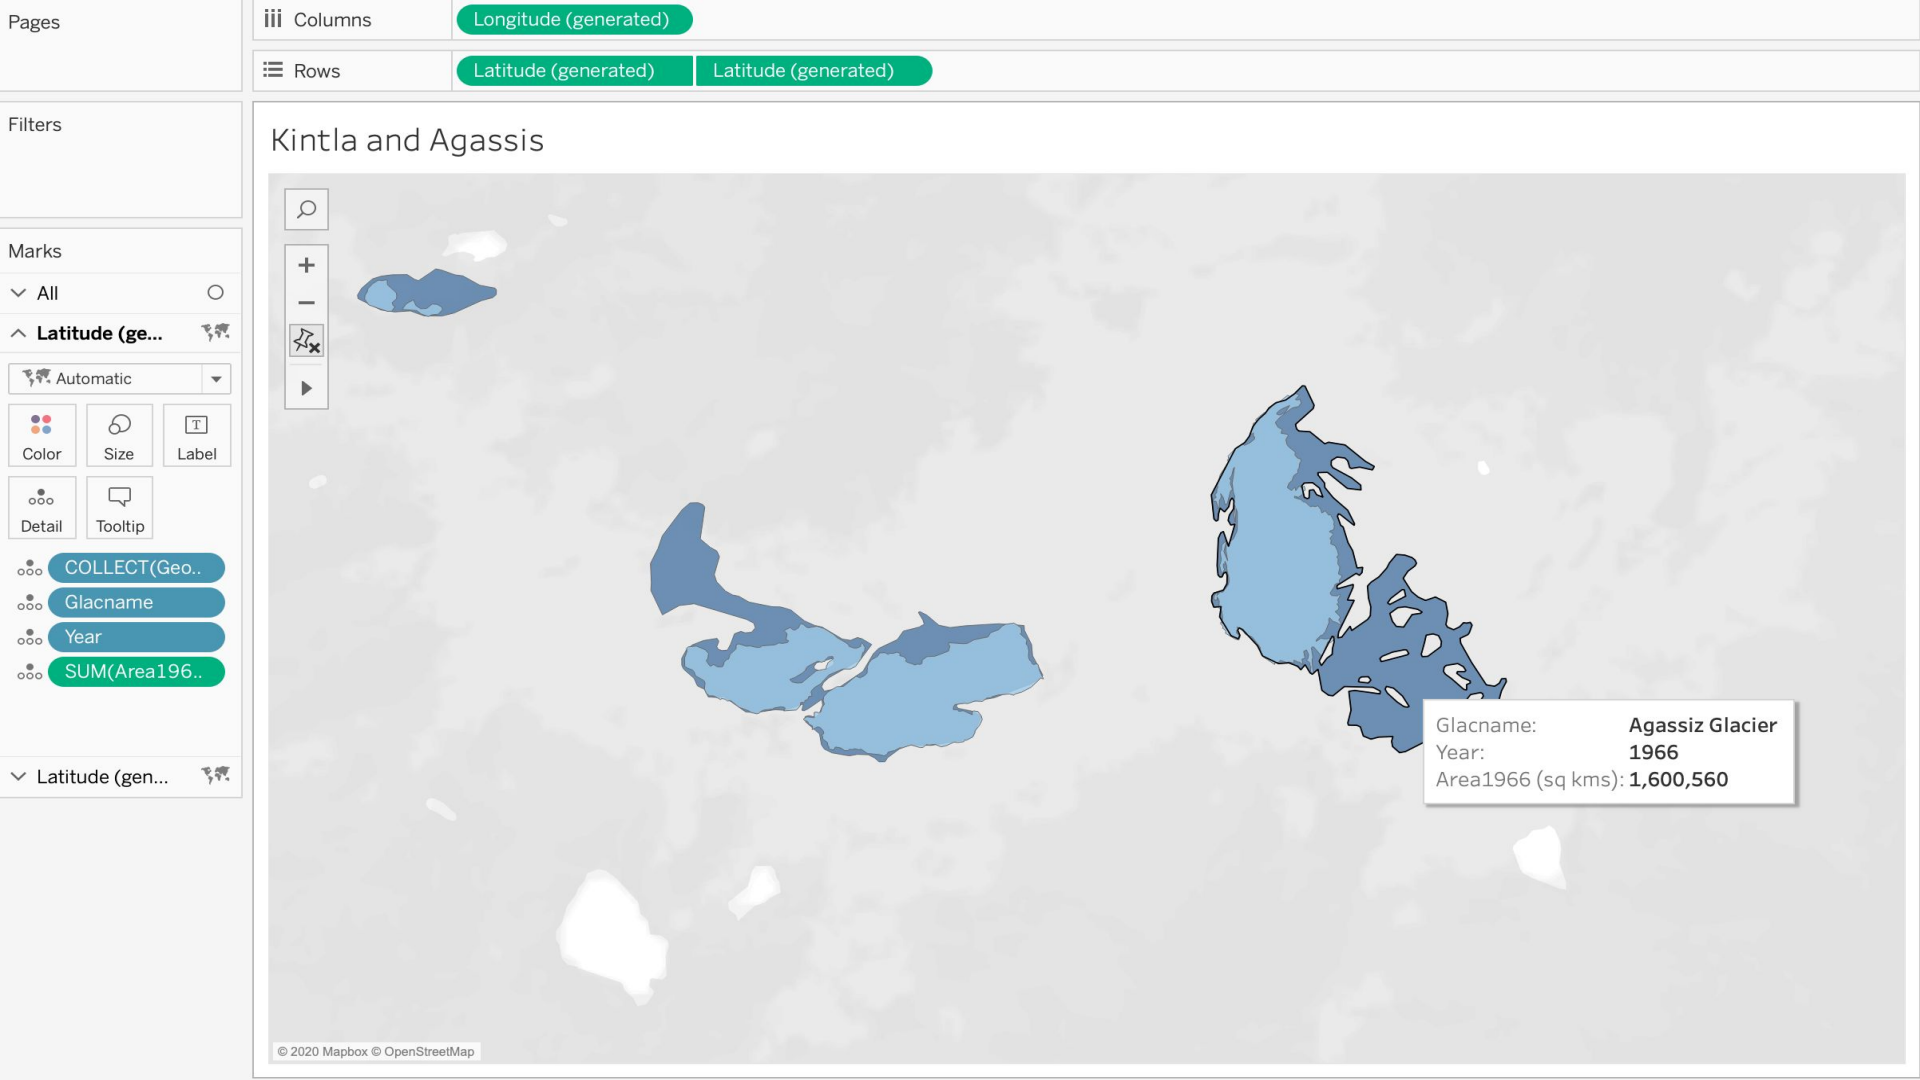 Pages
Columns
Longitude (generated)
Rows
Latitude (generated)
Latitude (generated)
Filters
Kintla and Agassis
Marks
All
Latitude (ge...
Automatic
Color
Size
T
Label
Detail
Tooltip
COLLECT(Geo..
Glacname
Year
SUM(Area196..
Latitude (gen...
Glacname: Agassiz Glacier
Year: 1966
Area1966 (sq kms): 1,600,560
© 2020 Mapbox © OpenStreetMap